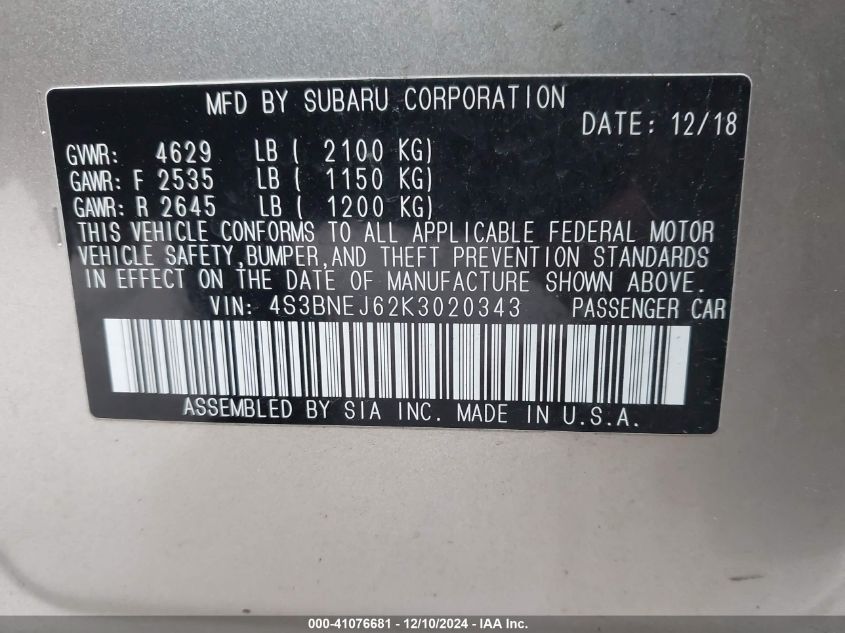 MFD BY SUBARU CORPORATION
DATE: 12/18
GVWR: 4629 LB ( 2100 KG)
GAWR: F 2535 LB ( 1150 KG)
GAWR: R 2645 LB ( 1200 KG)
THIS VEHICLE CONFORMS TO ALL APPLICABLE FEDERAL MOTOR
VEHICLE SAFETY,BUMPER,AND THEFT PREVENTION STANDARDS
IN EFFECT ON THE DATE OF MANUFACTURE SHOWN ABOVE.
VIN: 4S3BNEJ62K3020343 PASSENGER CAR
ASSEMBLED BY SIA INC. MADE IN U.S.A.
000-41076681 - 12/10/2024 - IAA Inc.